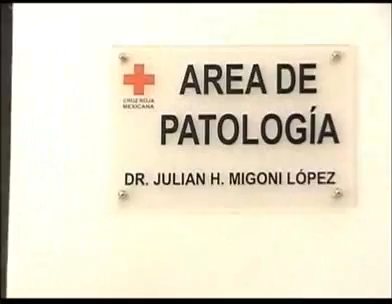 CRUZ ROJA
MEXICANA
AREA DE
PATOLOGÍA
DR. JULIAN H. MIGONI LÓPEZ